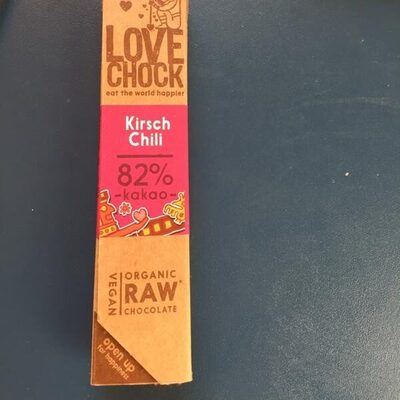 LOVE
CHOCK
eat the world happier
Kirsch
Chili
82%
-kakao-
VEGAN
ORGANIC
RAW*
CHOCOLATE
open up
for happiness